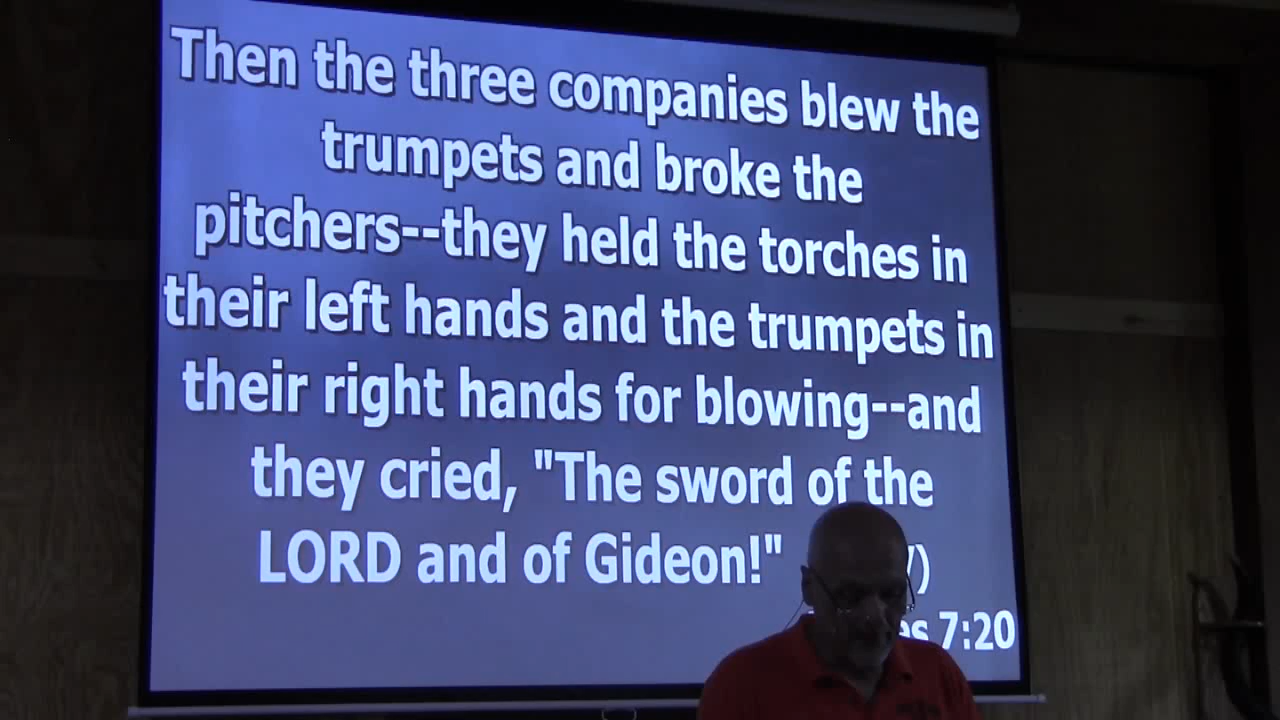 Then the three companies blew the
trumpets and broke the
pitchers--they held the torches in
their left hands and the trumpets in
their right hands for blowing--and
they cried, "The sword of the
LORD and of Gideon!"
7:20